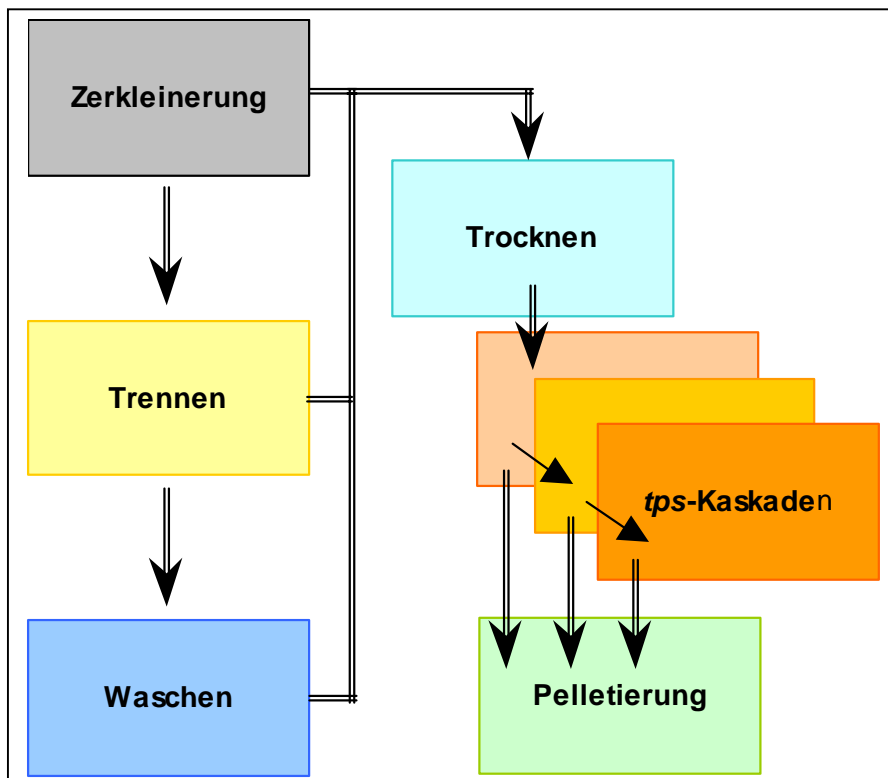 Zerkleinerung
Trocknen
Trennen
tps-Kaskaden
Waschen
Pelletierung